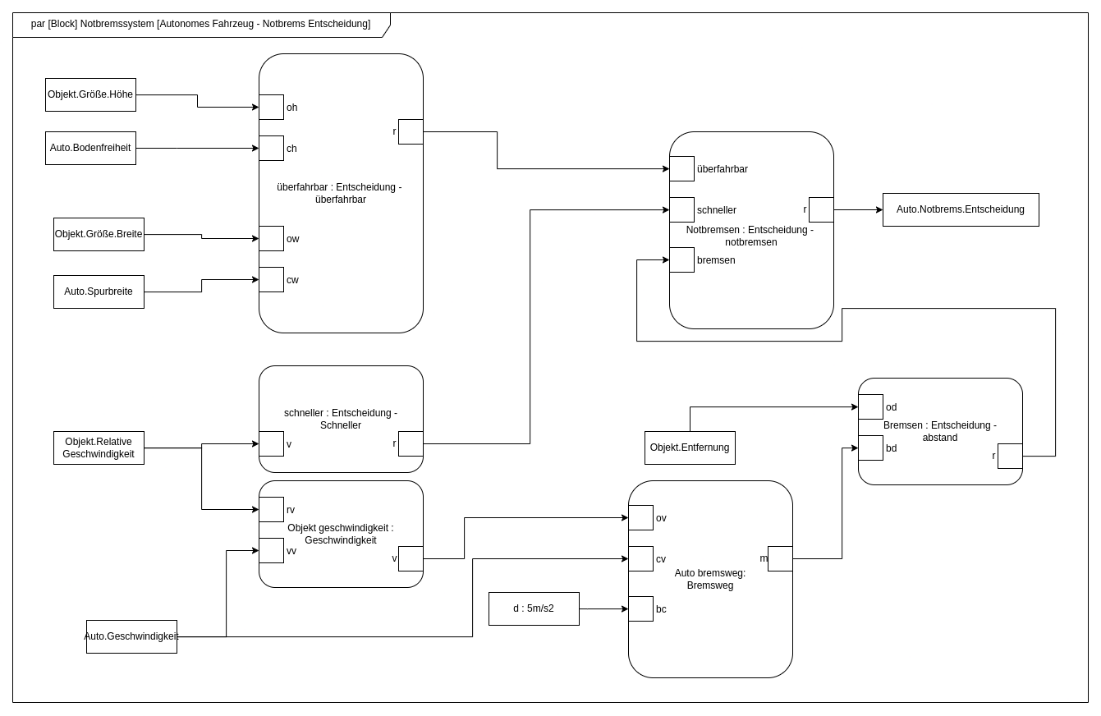 par [Block] Notbremssystem [Autonomes Fahrzeug - Notbrems Entscheidung]
Objekt.Größe.Höhe
Auto.Bodenfreiheit
Objekt.Größe.Breite
Auto.Spurbreite
oh
ch
r
überfahrbar : Entscheidung -
überfahrbar
ow
cw
überfahrbar
schneller
r
Notbremsen : Entscheidung -
notbremsen
bremsen
Auto.Notbrems.Entscheidung
schneller : Entscheidung -
Schneller
v
r
Objekt.Relative
Geschwindigkeit
rv
Objekt geschwindigkeit :
Geschwindigkeit
vv
v
Auto.Geschwindigkeit
Objekt.Entfernung
od
Bremsen : Entscheidung -
abstand
bd
r
ov
cv
m
Auto bremsweg:
Bremsweg
bc
d : 5m/s2